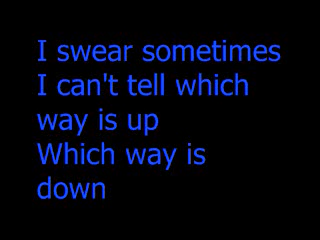 I swear sometimes
I can't tell which
way is up
Which way is
down